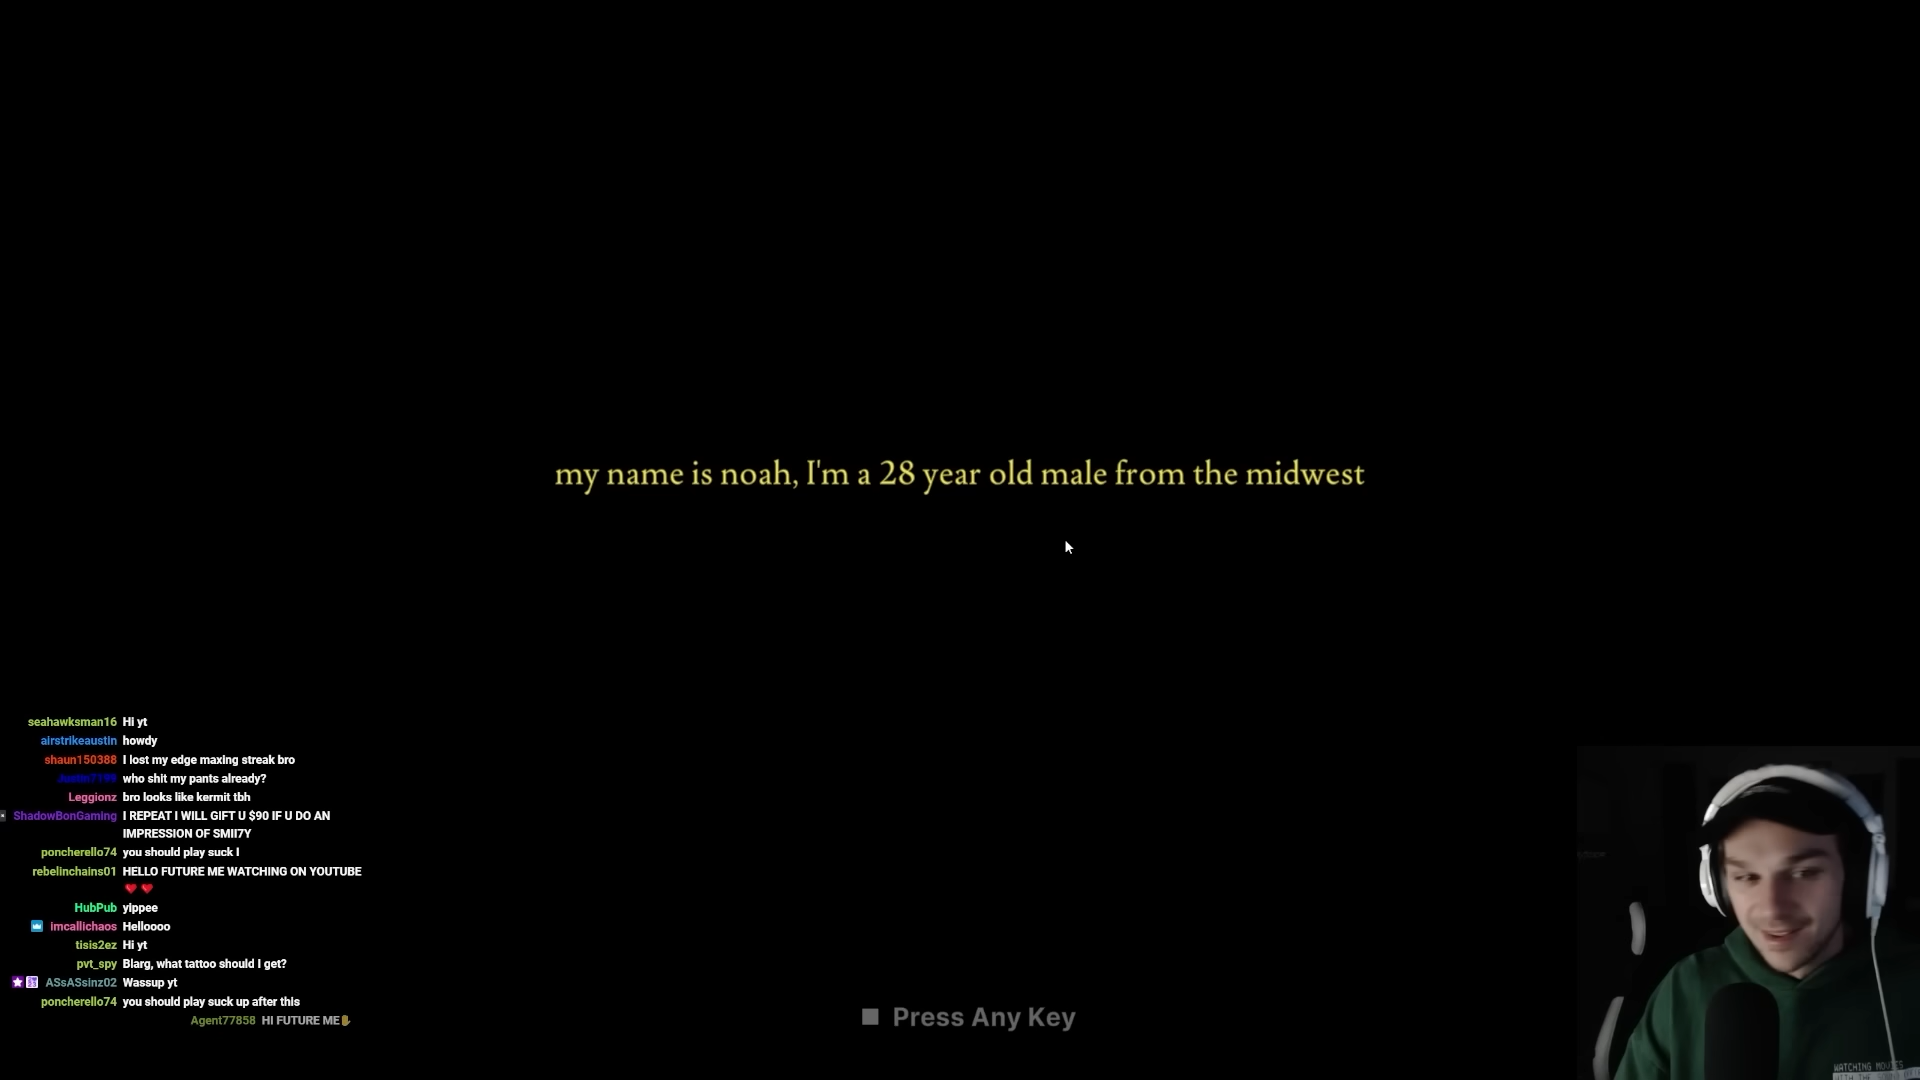 my name is noah, I'm a 28 year old male from the midwest
seahawksman16 Hi yt
airstrikeaustin howdy
shaun150388 I lost my edge maxing streak bro
Justin7199 who shit my pants already?
Leggionz bro looks like kermit tbh
ShadowBonGaming I REPEAT I WILL GIFT U $90 IF U DO AN
IMPRESSION OF SMII7Y
poncherello74 you should play suck I
rebelinchains01 HELLO FUTURE ME WATCHING ON YOUTUBE
HubPub yippee
imcallichaos Helloooo
tisis2ez Hi yt
pvt_spy Blarg, what tattoo should I get?
ASsASsinz02 Wassup yt
poncherello74 you should play suck up after this
Agent77858 HI FUTURE ME
Press Any Key
WATCHING MOVIES